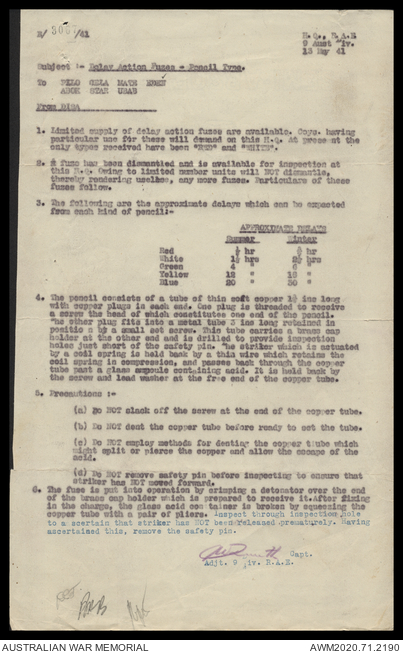 /41
H.Q., R.A.E.
9 Aust Div.
15 May 41
Subject :- Delay Action Fuses - Pencil Type.
To
From
1. Limited supply of delay action fuses are available. Coys. having
particular use for these will demand on this H.q. At present the
only types received have been "RED" and "WHITE".
2. A fuse has been dismantled and is available for inspection at
this H.q. Owing to limited number units will NOT dismantle,
thereby rendering useless, any more fuses. Particulars of these
fuses follow.
3. The following are the approximate delays which can be expected
from each kind of pencil:-
APPROXIMATE DELAYS
Summer Winter
Red hr hr
White hrs hrs
Green 4 " "
Yellow 12 " "
Blue 20 " 30 "
4. The pencil consists of a tube of thin soft copper ins long
with copper plugs in each end. One plug is threaded to receive
a screw the head of which constitutes one end of the pencil.
The other plug fits into a metal tube 3 ins long retained in
position by a small set screw. This tube carries a brass cap
holder at the other end and is drilled to provide inspection
holes just short of the safety pin. The striker which is actuated
by a coil spring is held back by a thin wire which retains the
coil spring in compression, and passes back through the copper
tube past a glass ampoule containing acid. It is held back by
the screw and lead washer at the free end of the copper tube.
5. Precautions :-
(a) Do NOT slack off the screw at the end of the copper tube.
(b) Do NOT dent the copper tube before ready to set the tube.
(c) Do NOT employ methods for denting the copper tube which
might split or pierce the copper and allow the escape of the
acid.
(d) Do NOT remove safety pin before inspecting to ensure that
striker has NOT moved forward.
6. The fuse is put into operation by crimping a detonator over the end
of the brass cap holder which is prepared to receive it.After fixing
in the charge, the glass acid container is broken by squeezing the
copper tube with a pair of pliers. Inspect through inspection hole
to a scertain that striker has NOT been released prematurely. Having
ascertained this, remove the safety pin.
Capt.
Adjt. 9 Div. R.A.E.
AUSTRALIAN WAR MEMORIAL
AWM2020.71.2190